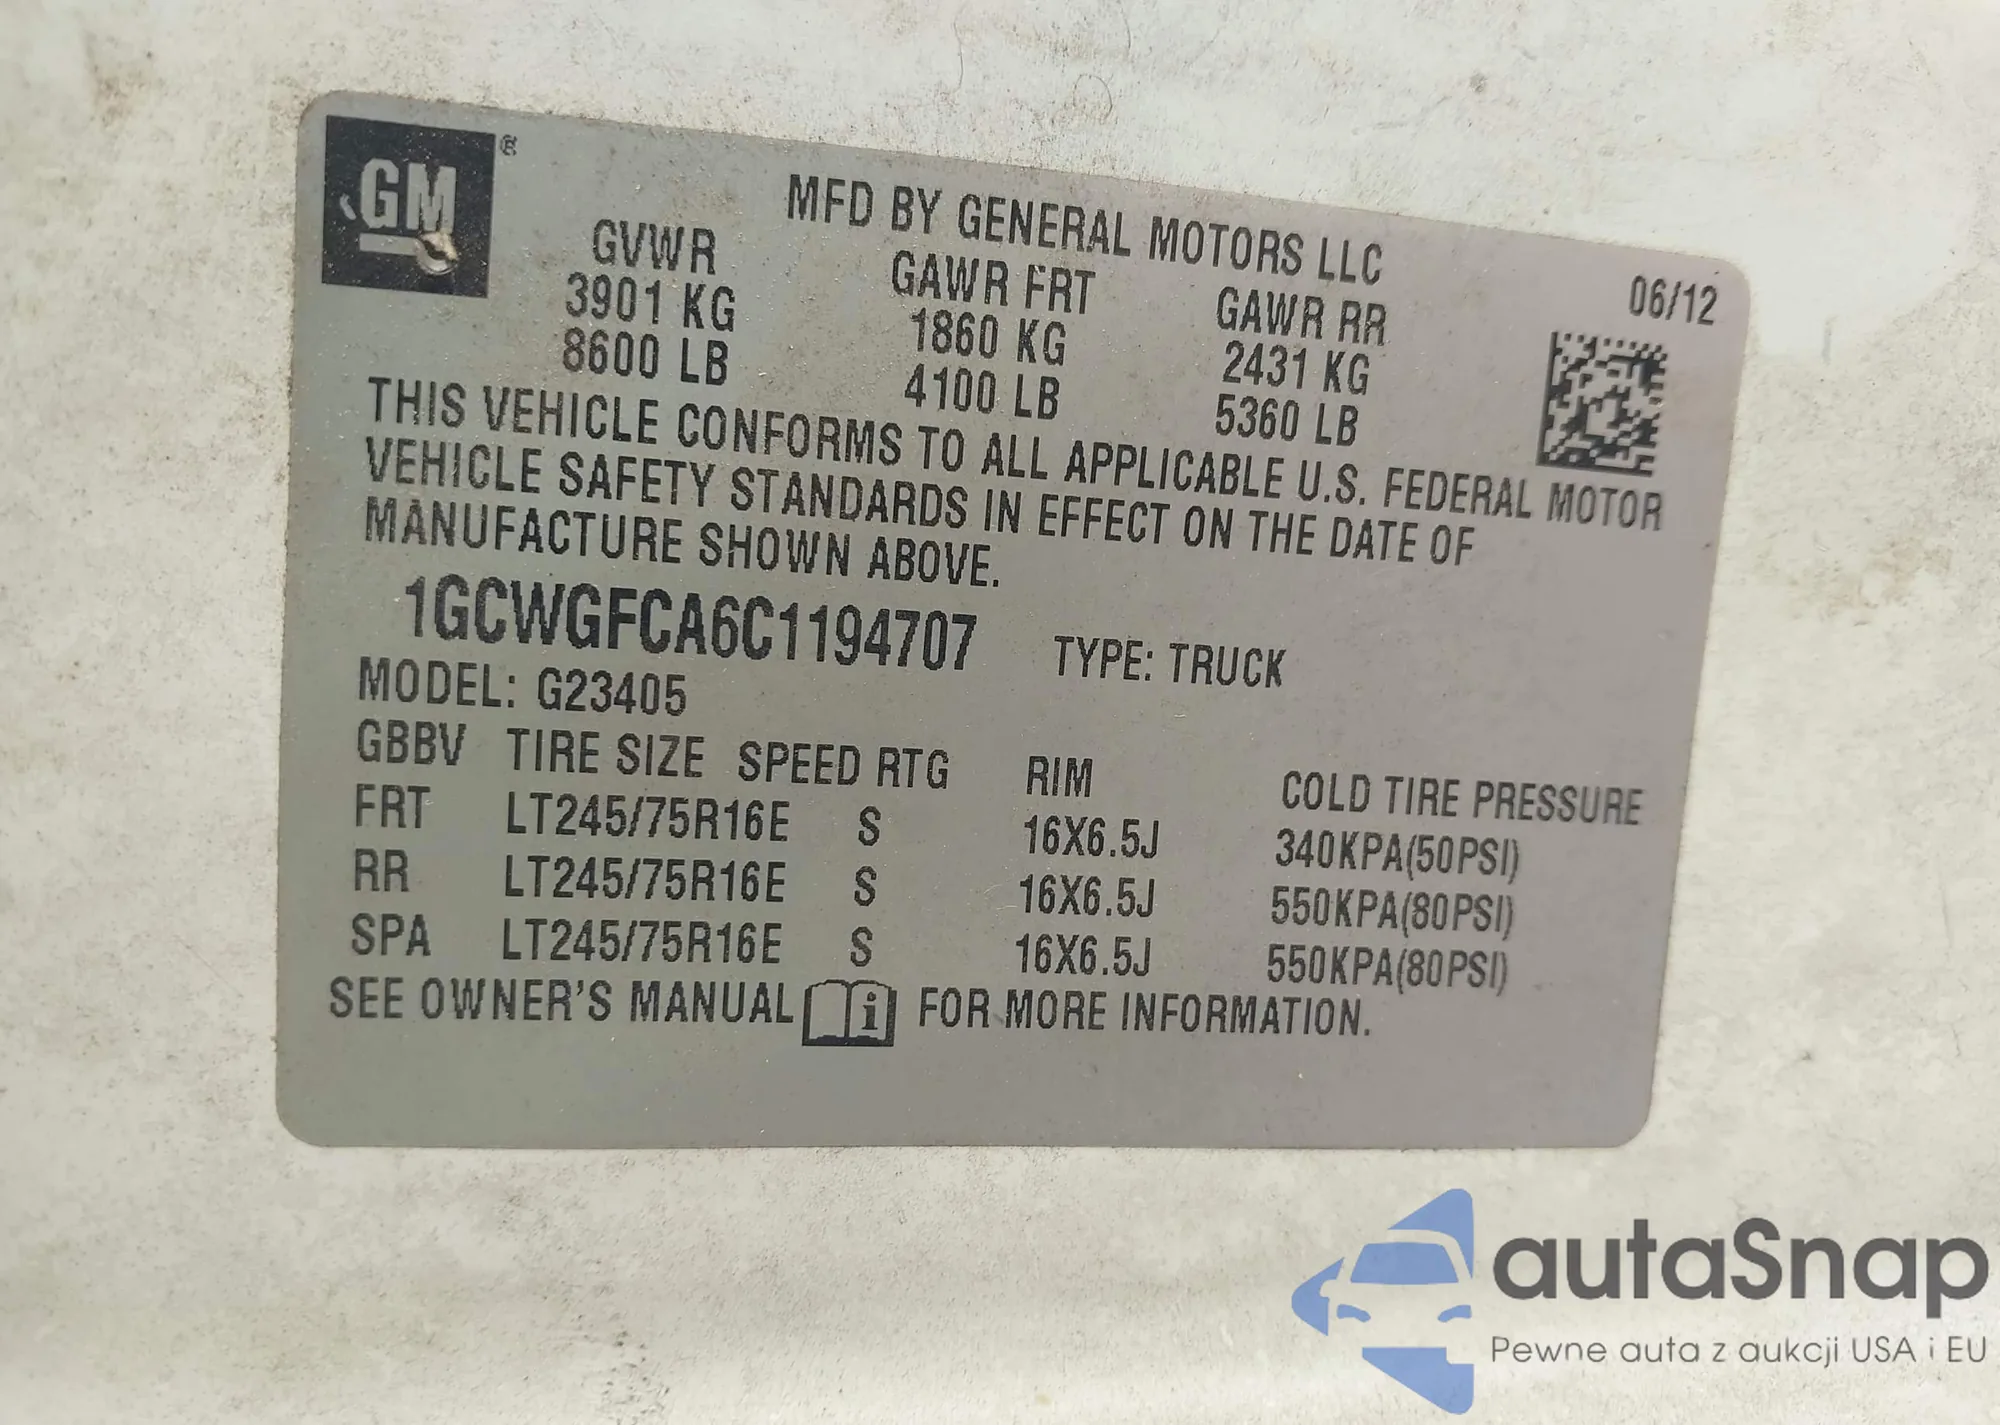 GM®
MFD BY GENERAL MOTORS LLC
06/12
GVWR GAWR FRT GAWR RR
3901 KG 1860 KG 2431 KG
8600 LB 4100 LB 5360 LB
THIS VEHICLE CONFORMS TO ALL APPLICABLE U.S. FEDERAL MOTOR
VEHICLE SAFETY STANDARDS IN EFFECT ON THE DATE OF
MANUFACTURE SHOWN ABOVE.
1GCWGFCA6C1194707 TYPE: TRUCK
MODEL: G23405
GBBV TIRE SIZE SPEED RTG RIM COLD TIRE PRESSURE
FRT LT245/75R16E S 16X6.5J 340KPA(50PSI)
RR LT245/75R16E S 16X6.5J 550KPA(80PSI)
SPA LT245/75R16E S 16X6.5J 550KPA(80PSI)
SEE OWNER'S MANUAL i FOR MORE INFORMATION.
autaSnap
Pewne auta z aukcji USA i EU